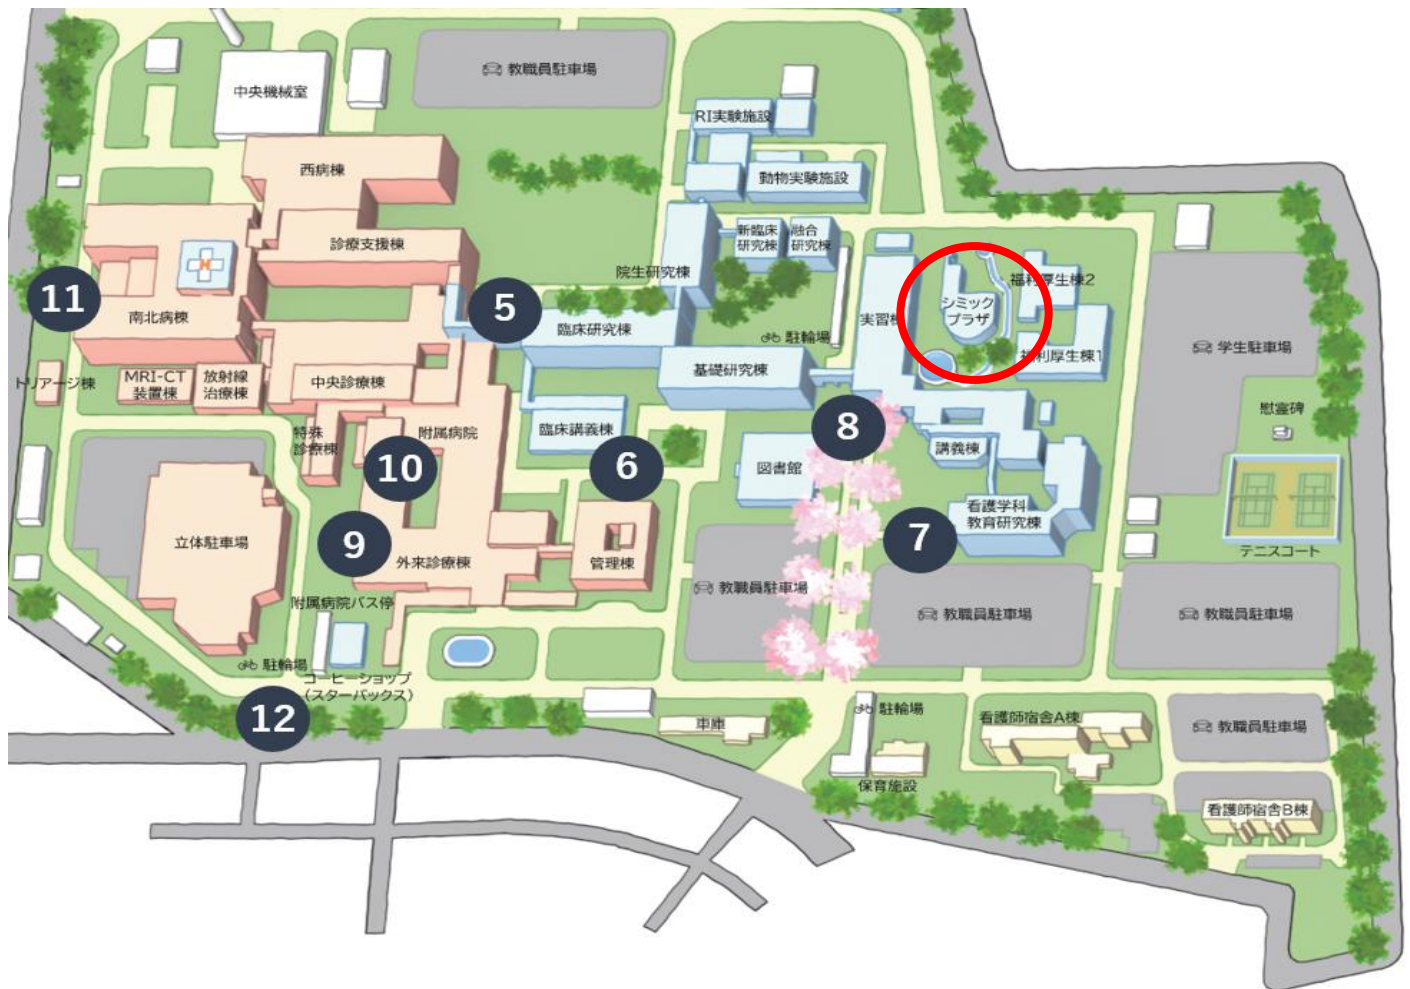 教職員駐車場
中央機械室
RI実験施設
西病棟
動物実験施設
診療支援棟
新臨床
研究棟
融合
研究棟
院生研究棟
福利厚生棟2
シミック
プラザ
11
5
南北病棟
臨床研究棟
実習棟
駐輪場
福利厚生棟1
学生駐車場
トリアージ棟
MRI-CT
装置棟
放射線
治療棟
中央診療棟
基礎研究棟
慰霊碑
特殊
診療棟
附属病院
臨床講義棟
8
講義棟
10
6
図書館
看護学科
教育研究棟
立体駐車場
9
外来診療棟
管理棟
7
テニスコート
附属病院バス停
教職員駐車場
教職員駐車場
教職員駐車場
駐輪場
コーヒーショップ
(スターバックス)
12
車庫
駐輪場
看護師宿舎A棟
教職員駐車場
保育施設
看護師宿舎B棟